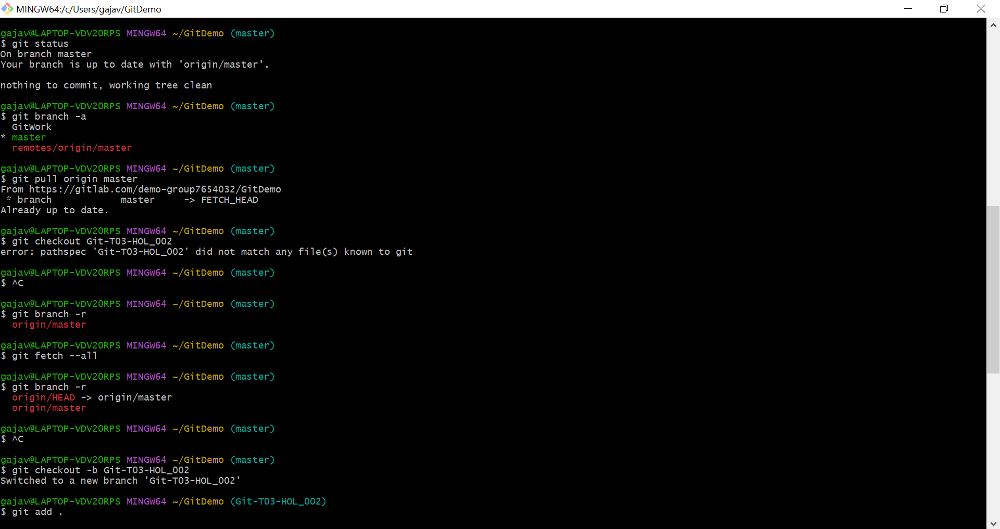 MINGW64:/c/Users/gajav/GitDemo
gajav@LAPTOP-VDV20RPS MINGW64 ~/GitDemo (master)
$ git status
On branch master
Your branch is up to date with 'origin/master'.
nothing to commit, working tree clean
gajav@LAPTOP-VDV20RPS MINGW64 ~/GitDemo (master)
$ git branch -a
  GitWork
* master
  remotes/origin/master
gajav@LAPTOP-VDV20RPS MINGW64 ~/GitDemo (master)
$ git pull origin master
From https://gitlab.com/demo-group7654032/GitDemo
 * branch            master     -> FETCH_HEAD
Already up to date.
gajav@LAPTOP-VDV20RPS MINGW64 ~/GitDemo (master)
$ git checkout Git-T03-HOL_002
error: pathspec 'Git-T03-HOL_002' did not match any file(s) known to git
gajav@LAPTOP-VDV20RPS MINGW64 ~/GitDemo (master)
$ ^C
gajav@LAPTOP-VDV20RPS MINGW64 ~/GitDemo (master)
$ git branch -r
  origin/master
gajav@LAPTOP-VDV20RPS MINGW64 ~/GitDemo (master)
$ git fetch --all
gajav@LAPTOP-VDV20RPS MINGW64 ~/GitDemo (master)
$ git branch -r
  origin/HEAD -> origin/master
  origin/master
gajav@LAPTOP-VDV20RPS MINGW64 ~/GitDemo (master)
$ ^C
gajav@LAPTOP-VDV20RPS MINGW64 ~/GitDemo (master)
$ git checkout -b Git-T03-HOL_002
Switched to a new branch 'Git-T03-HOL_002'
gajav@LAPTOP-VDV20RPS MINGW64 ~/GitDemo (Git-T03-HOL_002)
$ git add .